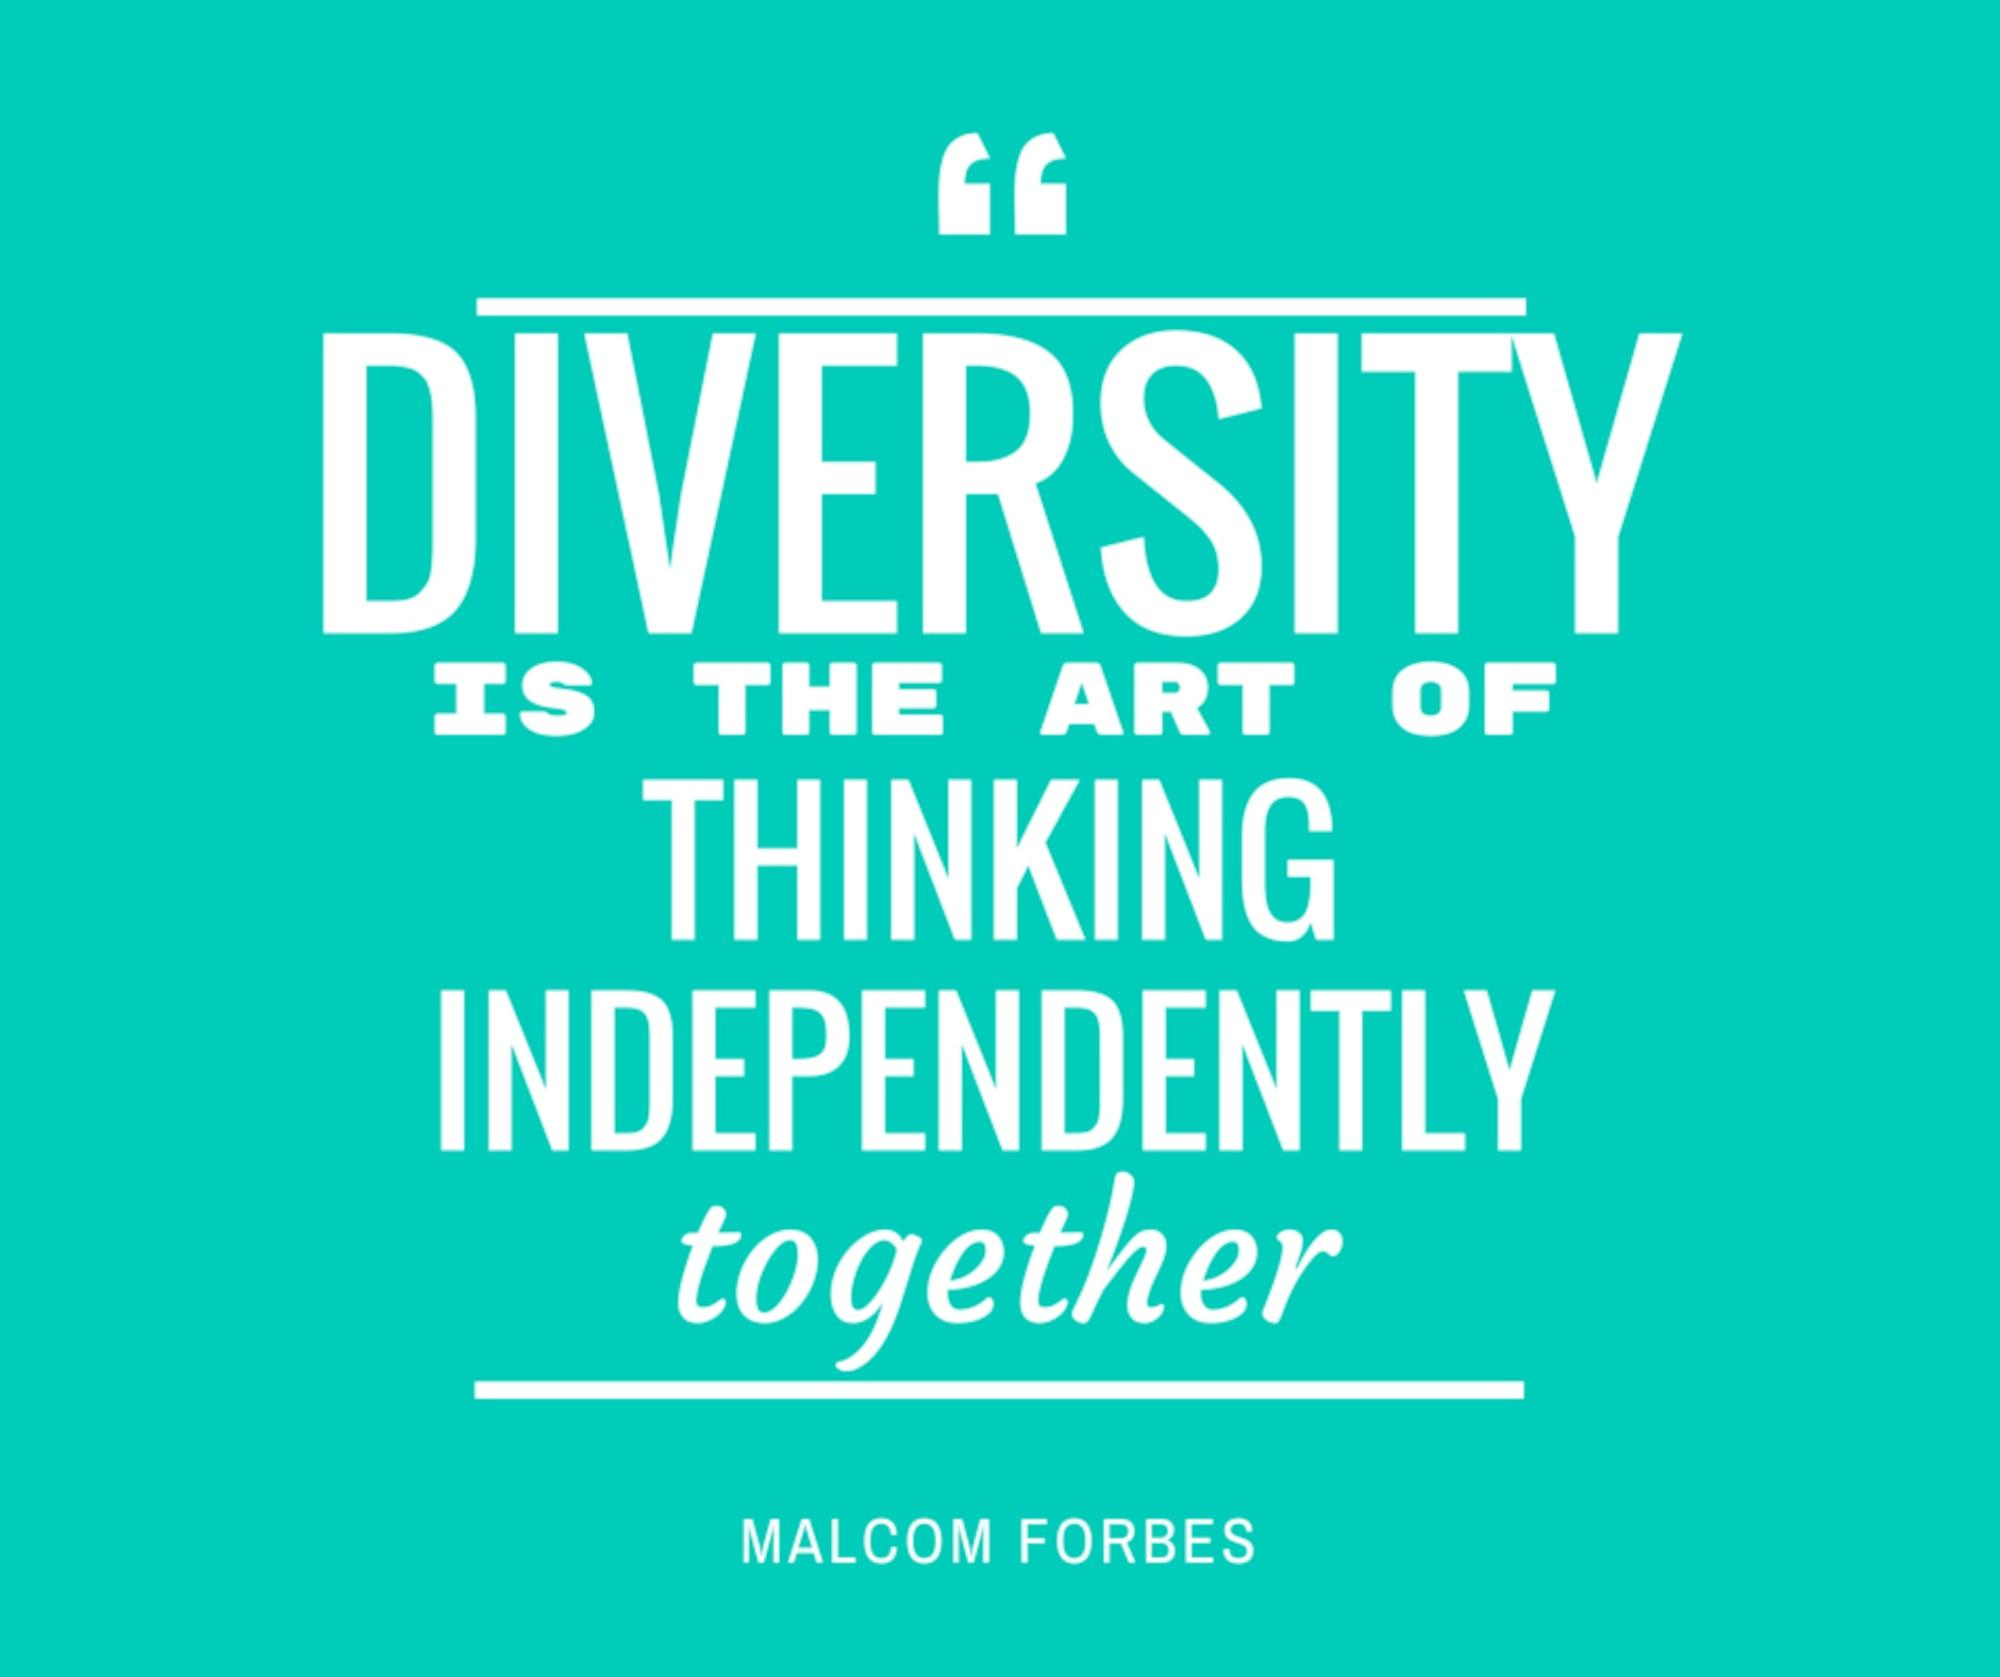 “
DIVERSITY
IS THE ART OF
THINKING
INDEPENDENTLY
together
MALCOM FORBES